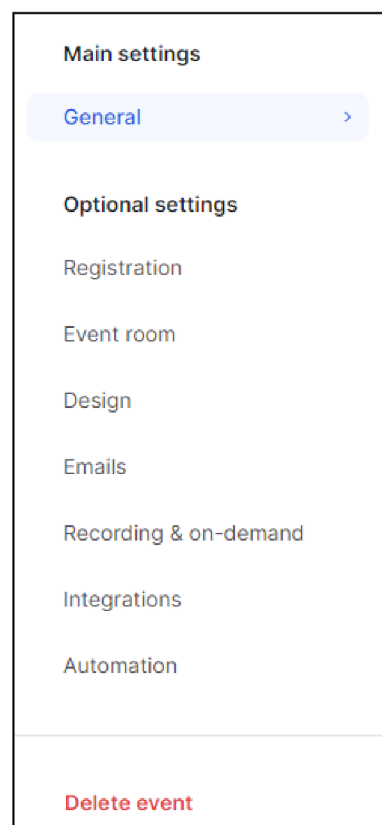 Main settings
General
Optional settings
Registration
Event room
Design
Emails
Recording & on-demand
Integrations
Automation
Delete event